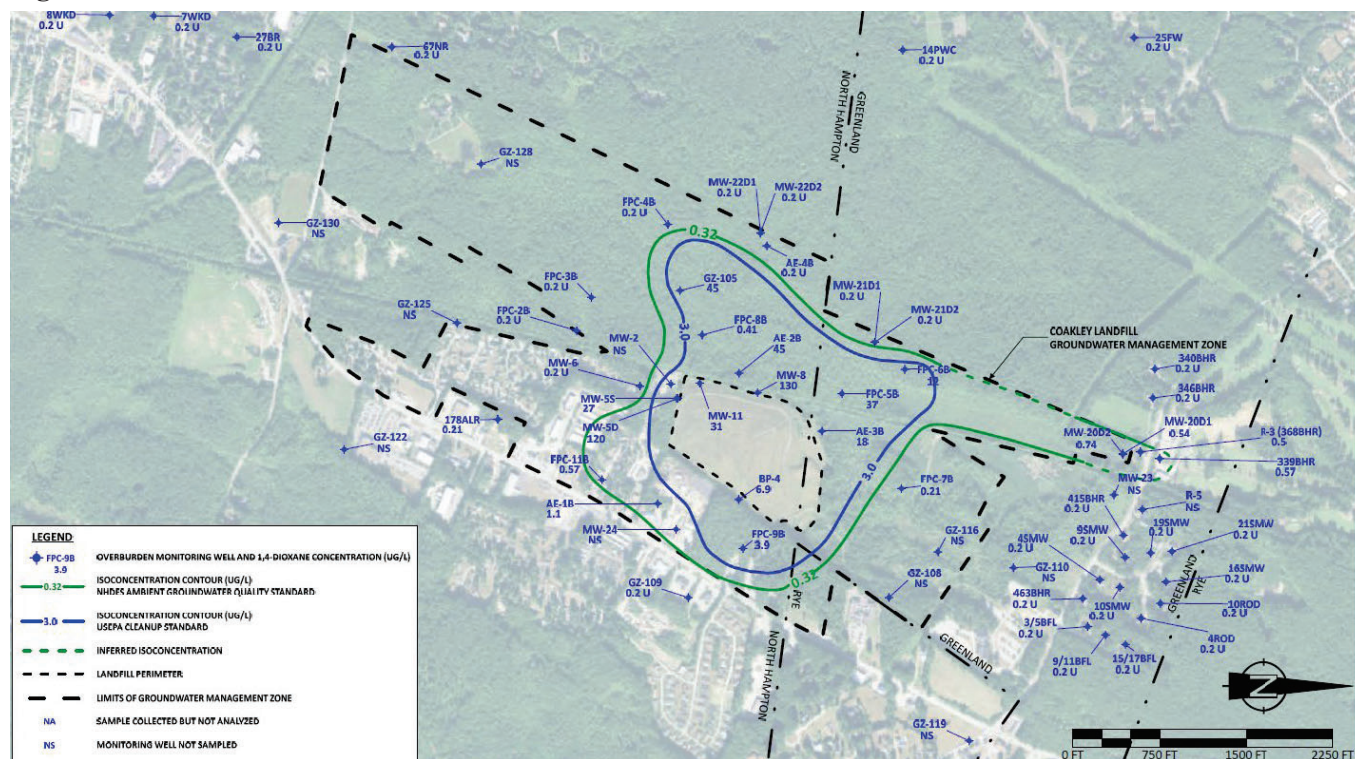 8WKD
0.2 U
7WKD
0.2 U
27BR
0.2 U
67NR
0.2 U
14PWC
0.2 U
25FW
0.2 U
GREENLAND
NORTH HAMPTON
GZ-128
NS
GZ-130
NS
FPC-4B
0.2 U
MW-22D1
0.2 U
MW-22D2
0.2 U
0.32
AE-4B
0.2 U
GZ-105
45
FPC-3B
0.2 U
FPC-2B
0.2 U
GZ-125
NS
3.0
FPC-8B
0.41
MW-21D1
0.2 U
MW-21D2
0.2 U
COAKLEY LANDFILL
GROUNDWATER MANAGEMENT ZONE
MW-2
NS
AE-2B
45
MW-6
0.2 U
MW-8
130
FPC-6B
12
FPC-5B
37
340BHR
0.2 U
346BHR
0.2 U
MW-5S
27
MW-11
31
MW-5D
120
178ALR
0.21
GZ-122
NS
AE-3B
18
MW-20D1
0.54
MW-20D2
0.74
R-3 (368BHR)
0.5
339BHR
0.57
FPC-11B
0.57
3.0
BP-4
6.9
FPC-7B
0.21
MW-23
NS
415BHR
0.2 U
R-5
NS
AE-1B
1.1
MW-24
NS
FPC-9B
3.9
GZ-116
NS
9SMW
0.2 U
19SMW
0.2 U
21SMW
0.2 U
45MW
0.2 U
GZ-110
NS
16SMW
0.2 U
GZ-109
0.2 U
0.32
GZ-108
NS
463BHR
0.2 U
10SMW
0.2 U
10ROD
0.2 U
GREENLAND
RYE
3/5BFL
0.2 U
4ROD
0.2 U
9/11BFL
0.2 U
15/17BFL
0.2 U
RYE
NORTH HAMPTON
GREENLAND
GZ-119
NS
N
0 FT
750 FT
1500 FT
2250 FT
LEGEND
FPC-9B
3.9
OVERBURDEN MONITORING WELL AND 1,4-DIOXANE CONCENTRATION (UG/L)
0.32
ISOCONCENTRATION CONTOUR (UG/L)
NHDES AMBIENT GROUNDWATER QUALITY STANDARD
3.0
ISOCONCENTRATION CONTOUR (UG/L)
USEPA CLEANUP STANDARD
INFERRED ISOCONCENTRATION
LANDFILL PERIMETER
LIMITS OF GROUNDWATER MANAGEMENT ZONE
NA
SAMPLE COLLECTED BUT NOT ANALYZED
NS
MONITORING WELL NOT SAMPLED